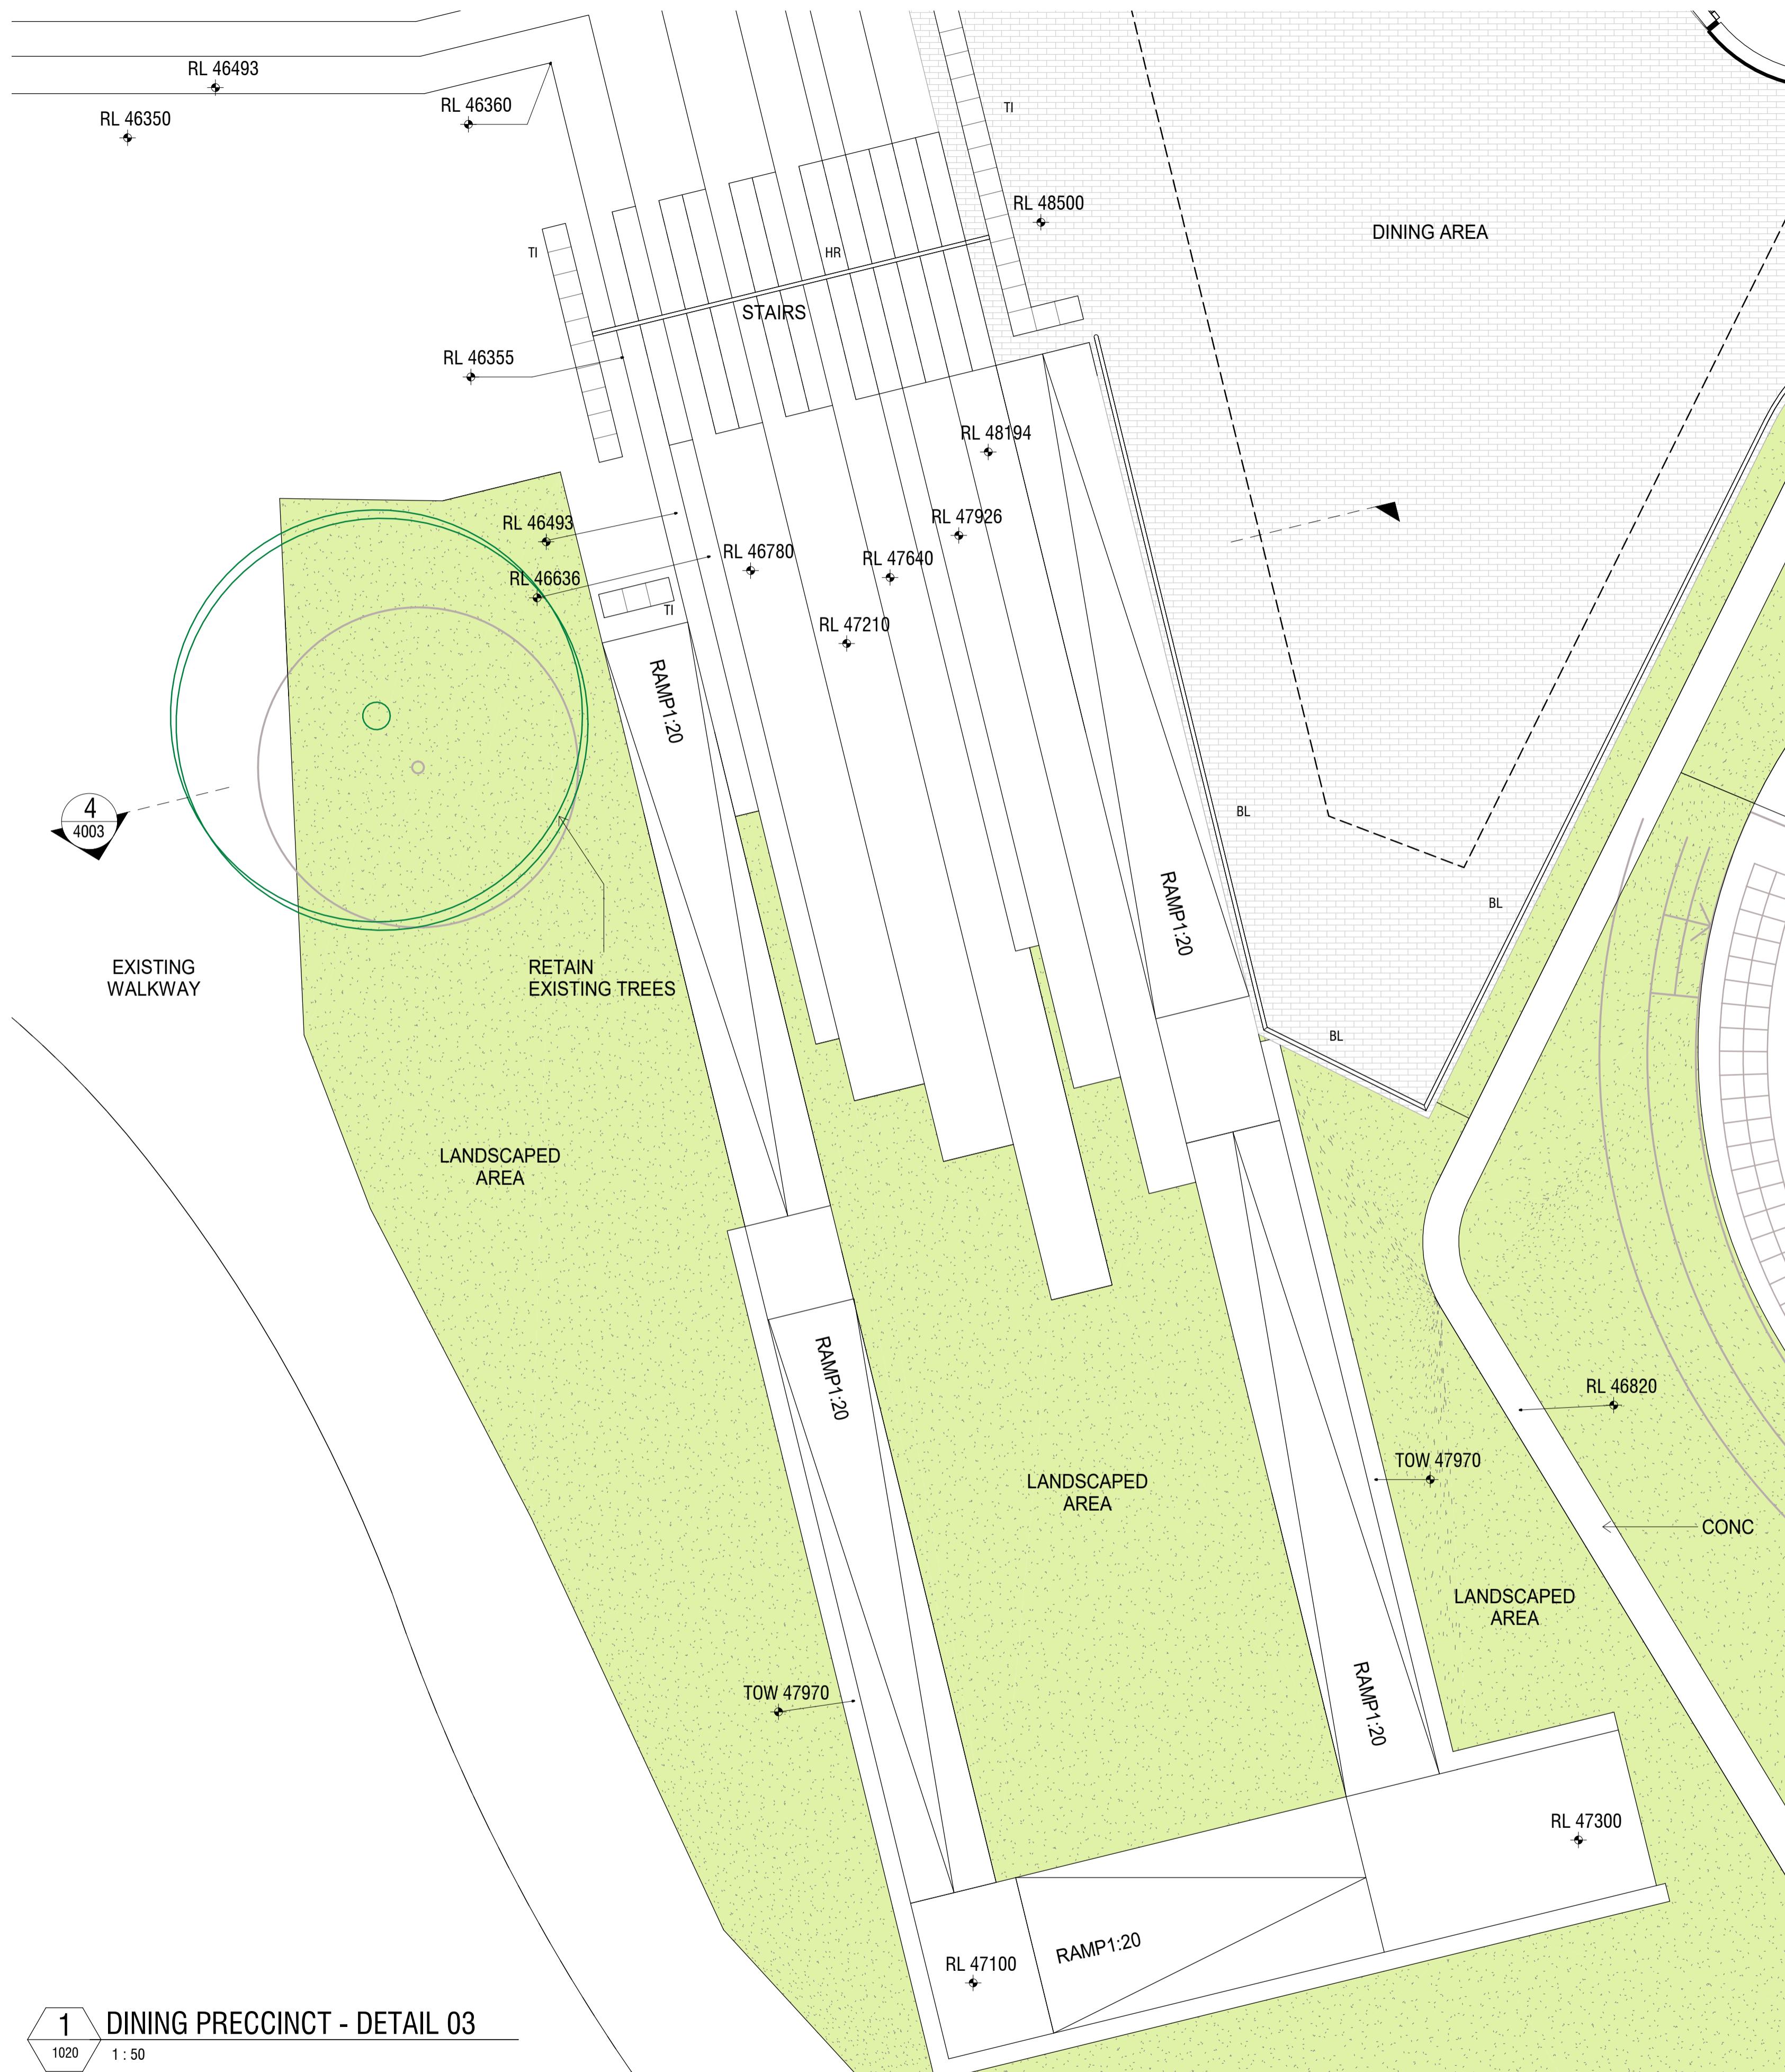 RL 46493
RL 46350
RL 46360
TI
RL 48500
DINING AREA
TI
HR
STAIRS
RL 46355
RL 48194
RL 46493
RL 47926
RL 46780
RL 47640
RL 46636
TI
RL 47210
RAMP1:20
4
4003
BL
RAMP1:20
BL
EXISTING
WALKWAY
RETAIN
EXISTING TREES
BL
LANDSCAPED
AREA
RAMP1:20
RL 46820
TOW 47970
LANDSCAPED
AREA
CONC
LANDSCAPED
AREA
TOW 47970
RAMP1:20
RL 47300
RAMP1:20
RL 47100
1
1020
DINING PRECCINCT - DETAIL 03
1 : 50